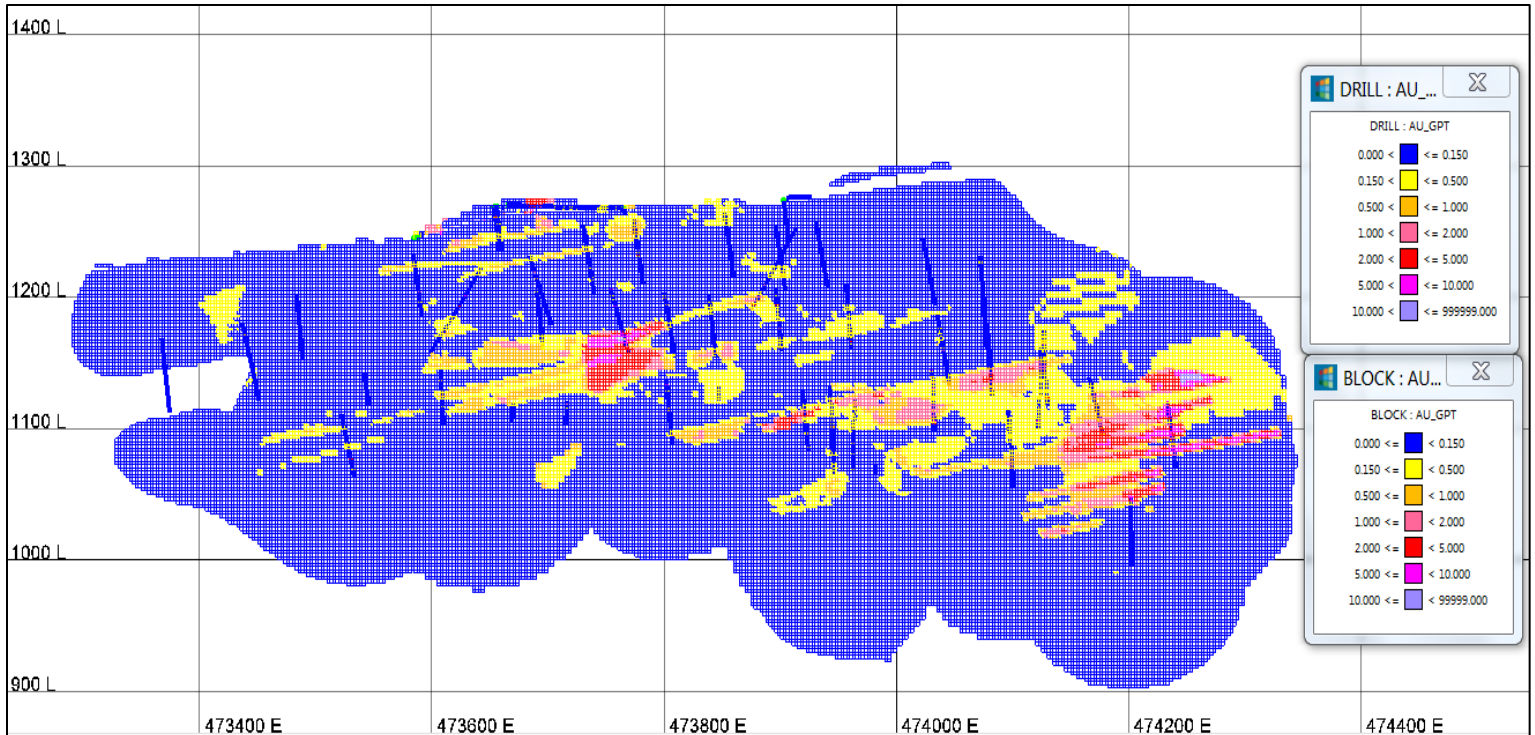 1400 L
1300 L
1200 L
1100 L
1000 L
900 L
473400 E
473600 E
473800 E
474000 E
474200 E
474400 E
DRILL : AU_... X
DRILL : AU_GPT
0.000 < <= 0.150
0.150 < <= 0.500
0.500 < <= 1.000
1.000 < <= 2.000
2.000 < <= 5.000
5.000 < <= 10.000
10.000 < <= 999999.000
BLOCK : AU... X
BLOCK : AU_GPT
0.000 <= < 0.150
0.150 <= < 0.500
0.500 <= < 1.000
1.000 <= < 2.000
2.000 <= < 5.000
5.000 <= < 10.000
10.000 <= < 99999.000